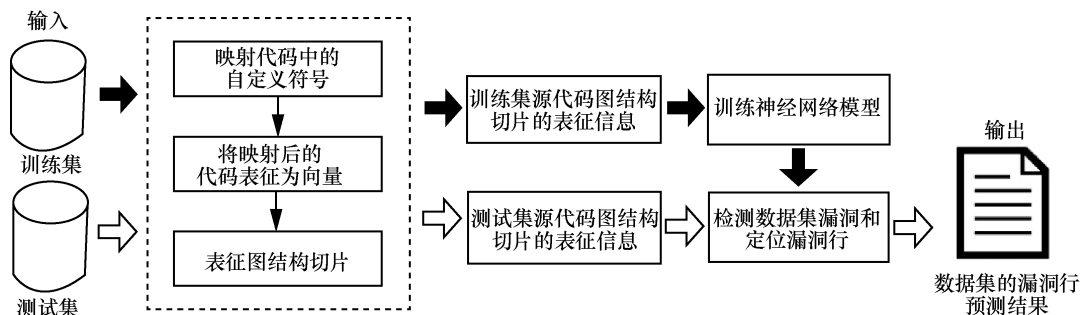 输入
训练集
测试集
映射代码中的
自定义符号
将映射后的
代码表征为向量
表征图结构切片
训练集源代码图结构
切片的表征信息
测试集源代码图结构
切片的表征信息
训练神经网络模型
检测数据集漏洞和
定位漏洞行
输出
数据集的漏洞行
预测结果